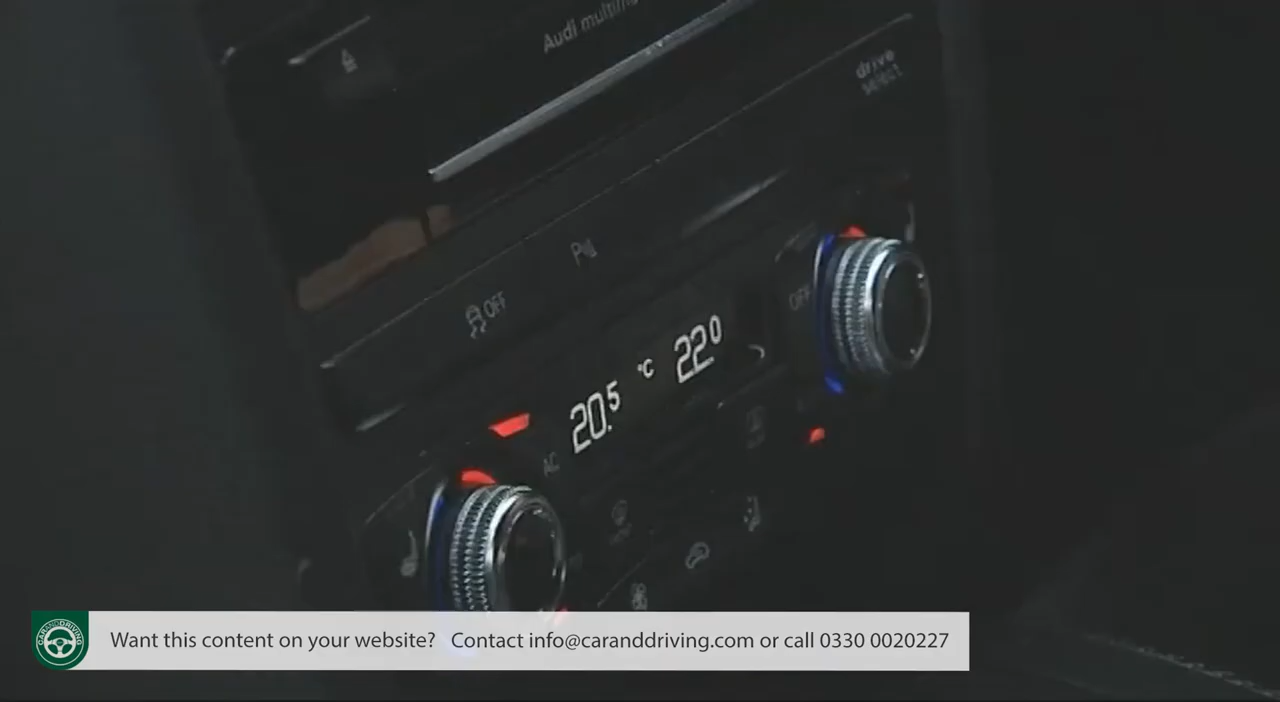 Audi
drive
select
OFF
OFF
20.5 °C 22.0
AC
CARANDDRIVING
Want this content on your website? Contact info@caranddriving.com or call 0330 0020227